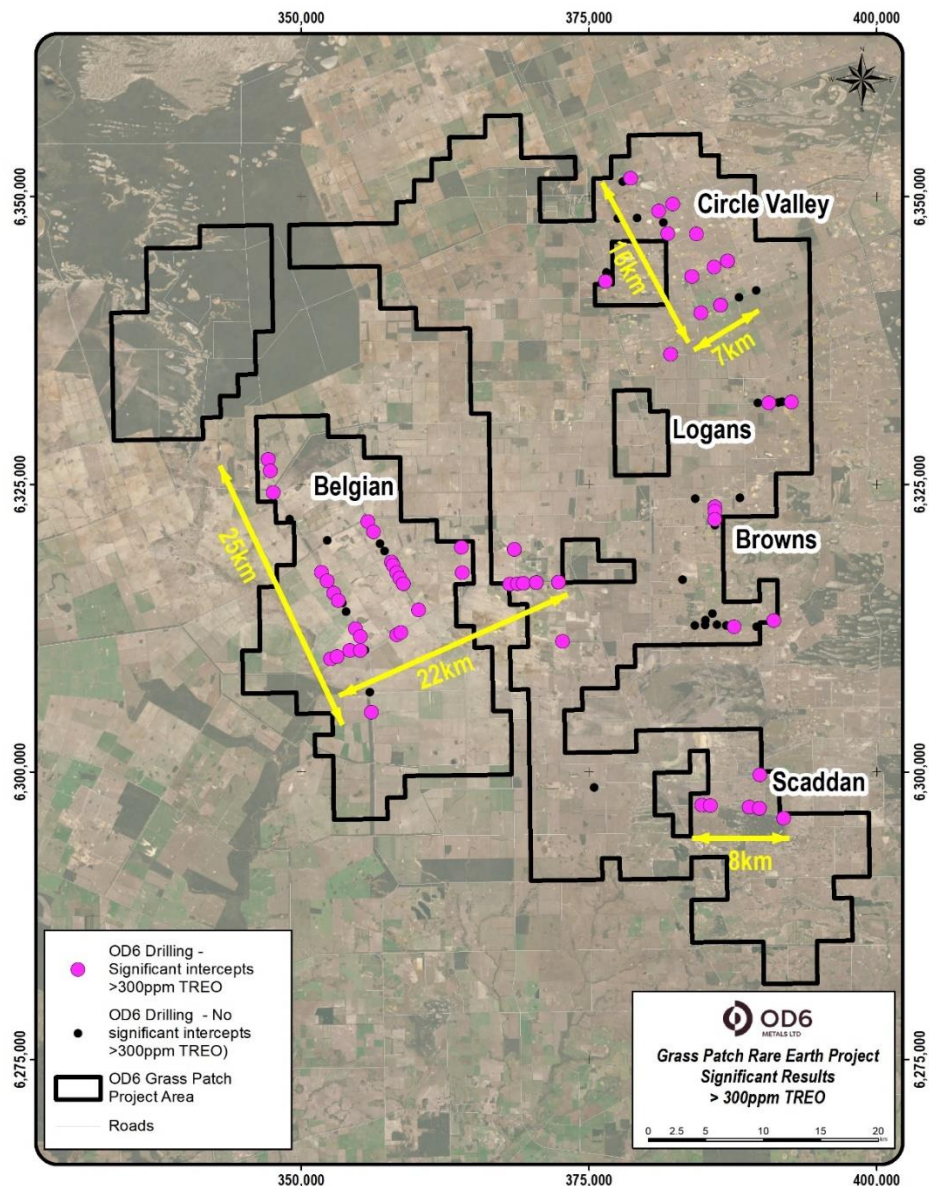 350,000
375,000
400,000
N
W
E
S
6,350,000
6,350,000
Circle Valley
7km
Logans
6,325,000
6,325,000
Belgian
Browns
25km
22km
6,300,000
6,300,000
Scaddan
8km
OD6 Drilling -
Significant intercepts
>300ppm TREO
OD6 Drilling - No
significant intercepts
>300ppm TREO)
OD6 Grass Patch
Project Area
Roads
OD6
METALS LTD
Grass Patch Rare Earth Project
Significant Results
> 300ppm TREO
0 2.5 5 10 15 20
km
6,275,000
6,275,000
350,000
375,000
400,000